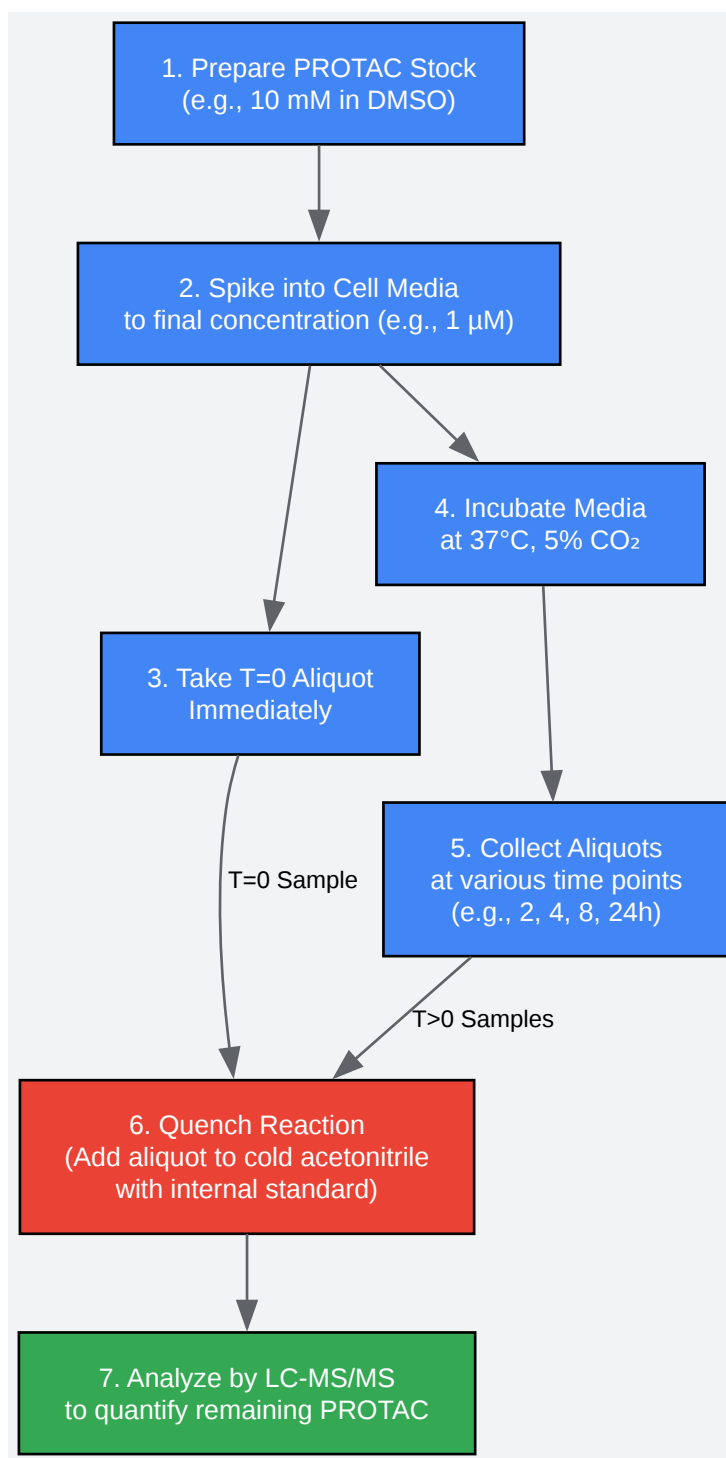 1. Prepare PROTAC Stock
(e.g., 10 mM in DMSO)
2. Spike into Cell Media
to final concentration (e.g., 1 µM)
3. Take T=0 Aliquot
Immediately
4. Incubate Media
at 37°C, 5% CO₂
T=0 Sample
5. Collect Aliquots
at various time points
(e.g., 2, 4, 8, 24h)
T>0 Samples
6. Quench Reaction
(Add aliquot to cold acetonitrile
with internal standard)
7. Analyze by LC-MS/MS
to quantify remaining PROTAC